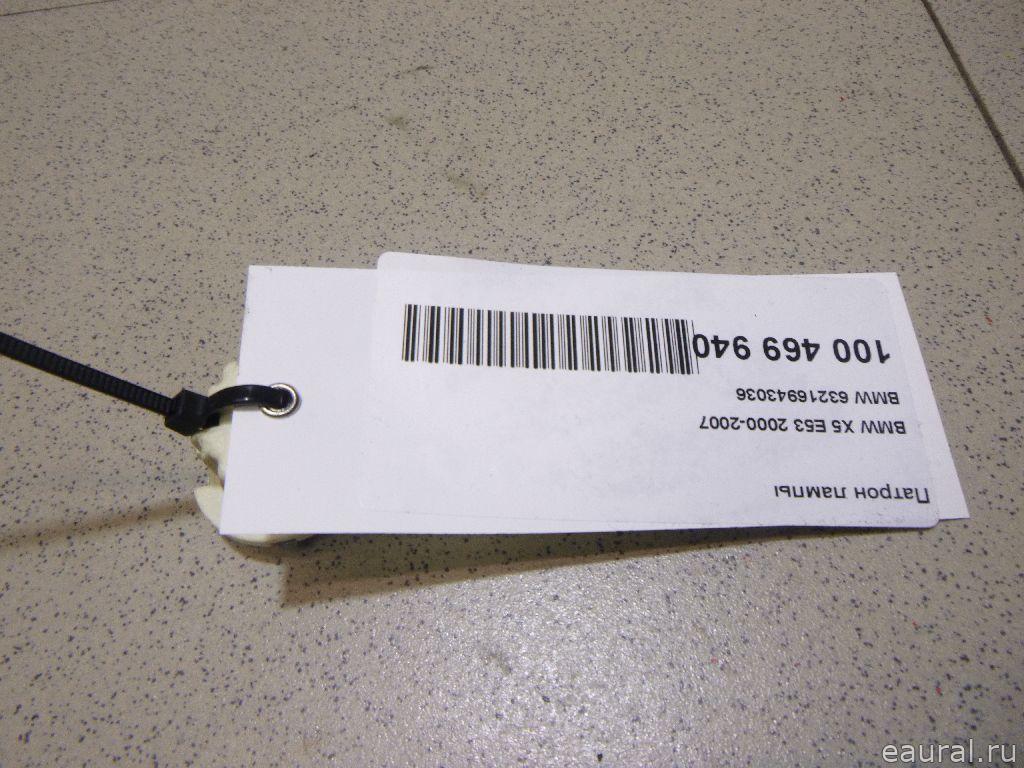 Патрон лампы
BMW X5 E53 2000-2007
BMW 63216943036
100 469 940
eaural.ru